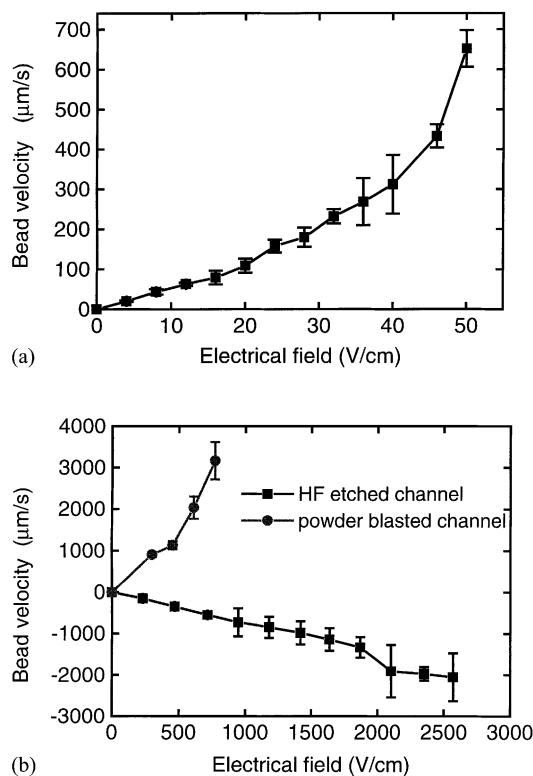 700
600
500
400
300
200
100
0
Bead velocity (μm/s)
0 10 20 30 40 50
(a) Electrical field (V/cm)
4000
3000
2000
1000
0
-1000
-2000
-3000
Bead velocity (μm/s)
HF etched channel
powder blasted channel
0 500 1000 1500 2000 2500 3000
(b) Electrical field (V/cm)